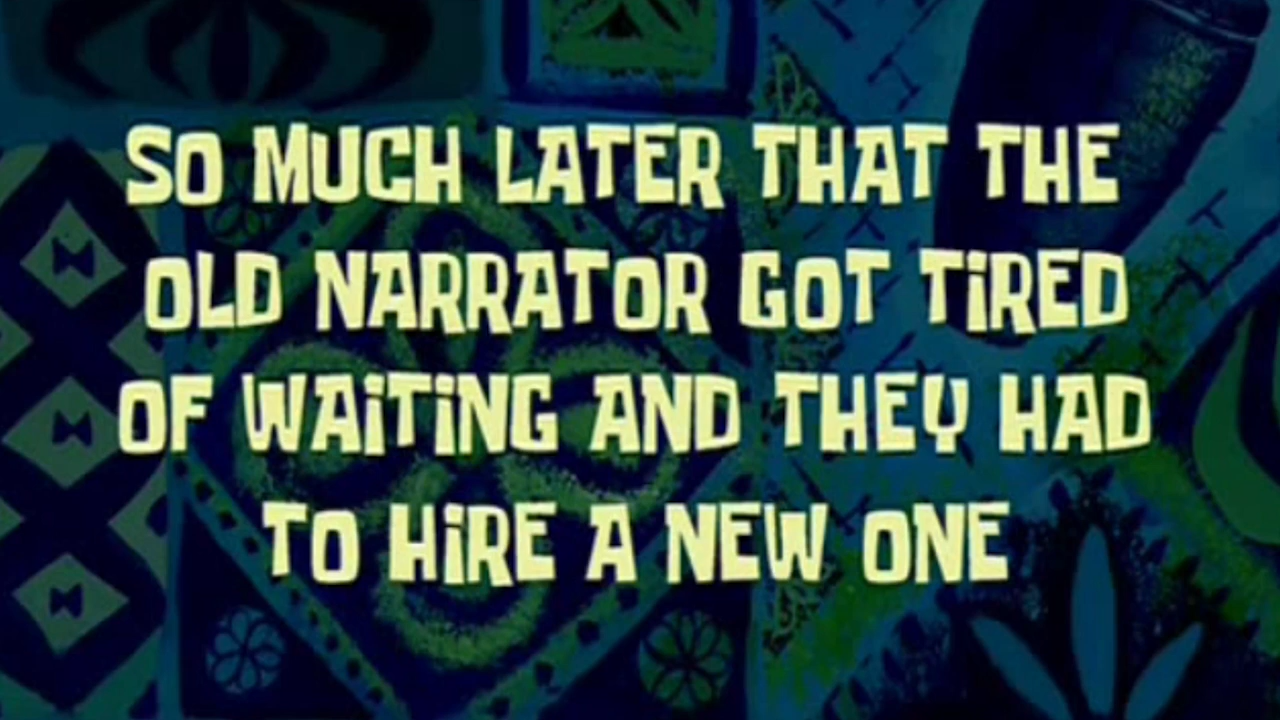 SO MUCH LATER THAT THE
OLD NARRATOR GOT TiRED
OF WAiTiNG AND THEY HAD
TO HiRE A NEW ONE